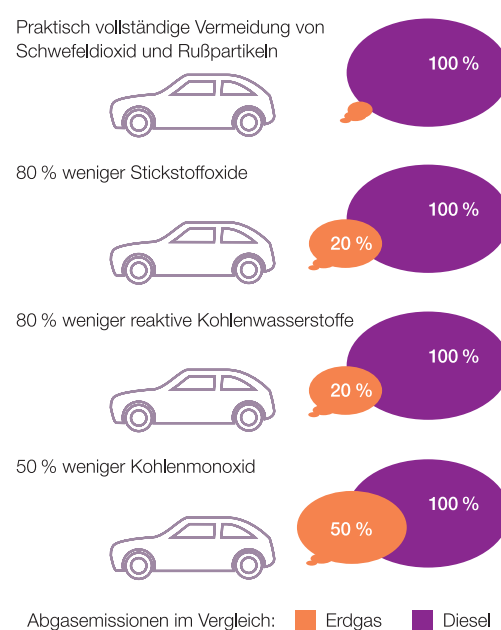 Praktisch vollständige Vermeidung von
Schwefeldioxid und Rußpartikeln
100 %
80 % weniger Stickstoffoxide
100 %
20 %
80 % weniger reaktive Kohlenwasserstoffe
100 %
20 %
50 % weniger Kohlenmonoxid
100 %
50 %
Abgasemissionen im Vergleich: Erdgas Diesel